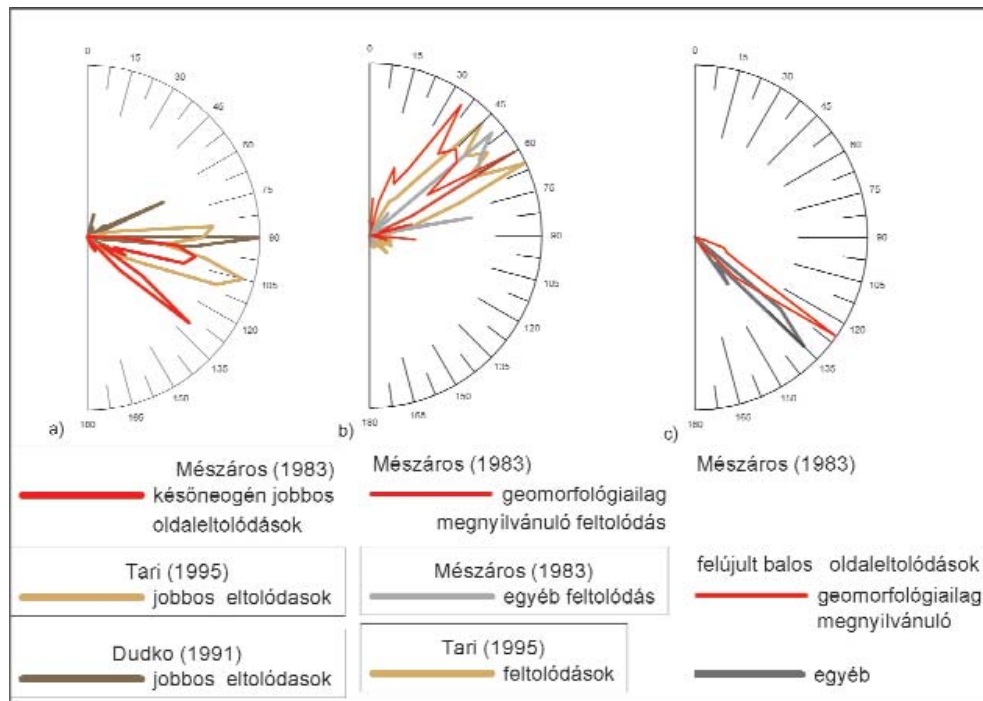 0
15
30
45
60
75
90
105
120
135
150
165
180
a)
0
15
30
45
60
75
90
105
120
135
150
165
180
b)
0
15
30
45
60
75
90
105
120
135
150
165
180
c)
Mészáros (1983)
későneogén jobbos
oldaleltolódások
Tari (1995)
jobbos eltolódasok
Dudko (1991)
jobbos eltolódasok
Mészáros (1983)
geomorfológiailag
megnyilvánuló feltolódás
Mészáros (1983)
egyéb feltolódás
Tari (1995)
feltolódások
Mészáros (1983)
felújult balos oldaleltolódások
geomorfológiailag
megnyilvánuló
egyéb